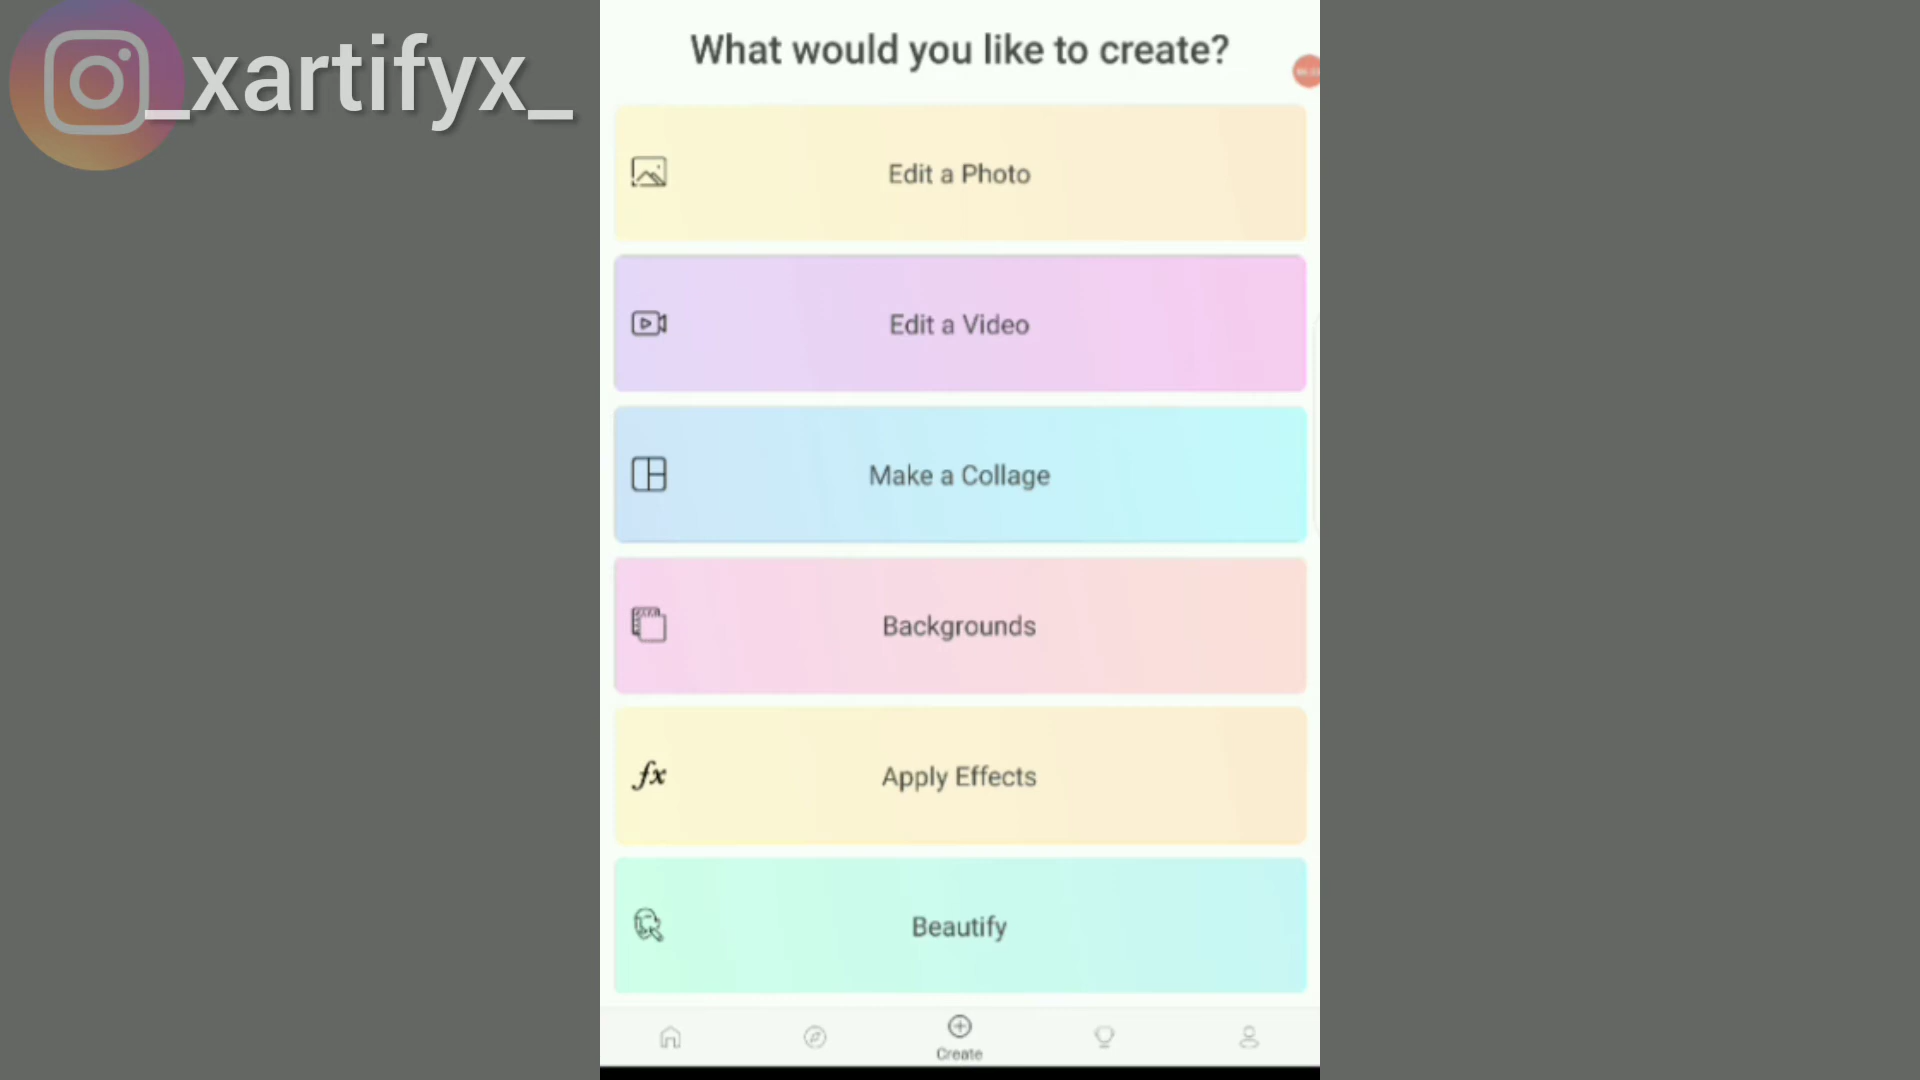 _xartifyx_
What would you like to create?
Edit a Photo
Edit a Video
Make a Collage
Backgrounds
fx
Apply Effects
Beautify
Create